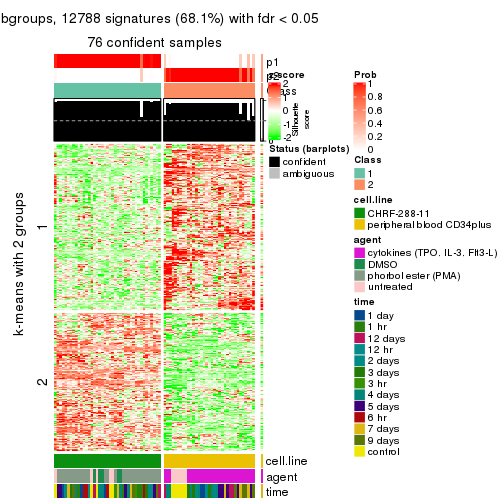 bgroups, 12788 signatures (68.1%) with fdr < 0.05
76 confident samples
p1
z-score
2
1
0
-1
-2
Silhouette
score
Prob
1
0.8
0.6
0.4
0.2
0
Status (barplots)
confident
ambiguous
Class
1
2
cell.line
CHRF-288-11
peripheral blood CD34plus
agent
cytokines (TPO, IL-3, Flt3-L)
DMSO
phorbol ester (PMA)
untreated
time
1 day
1 hr
12 days
12 hr
2 days
3 days
3 hr
4 days
5 days
6 hr
7 days
9 days
control
k-means with 2 groups
1
2
cell.line
agent
time